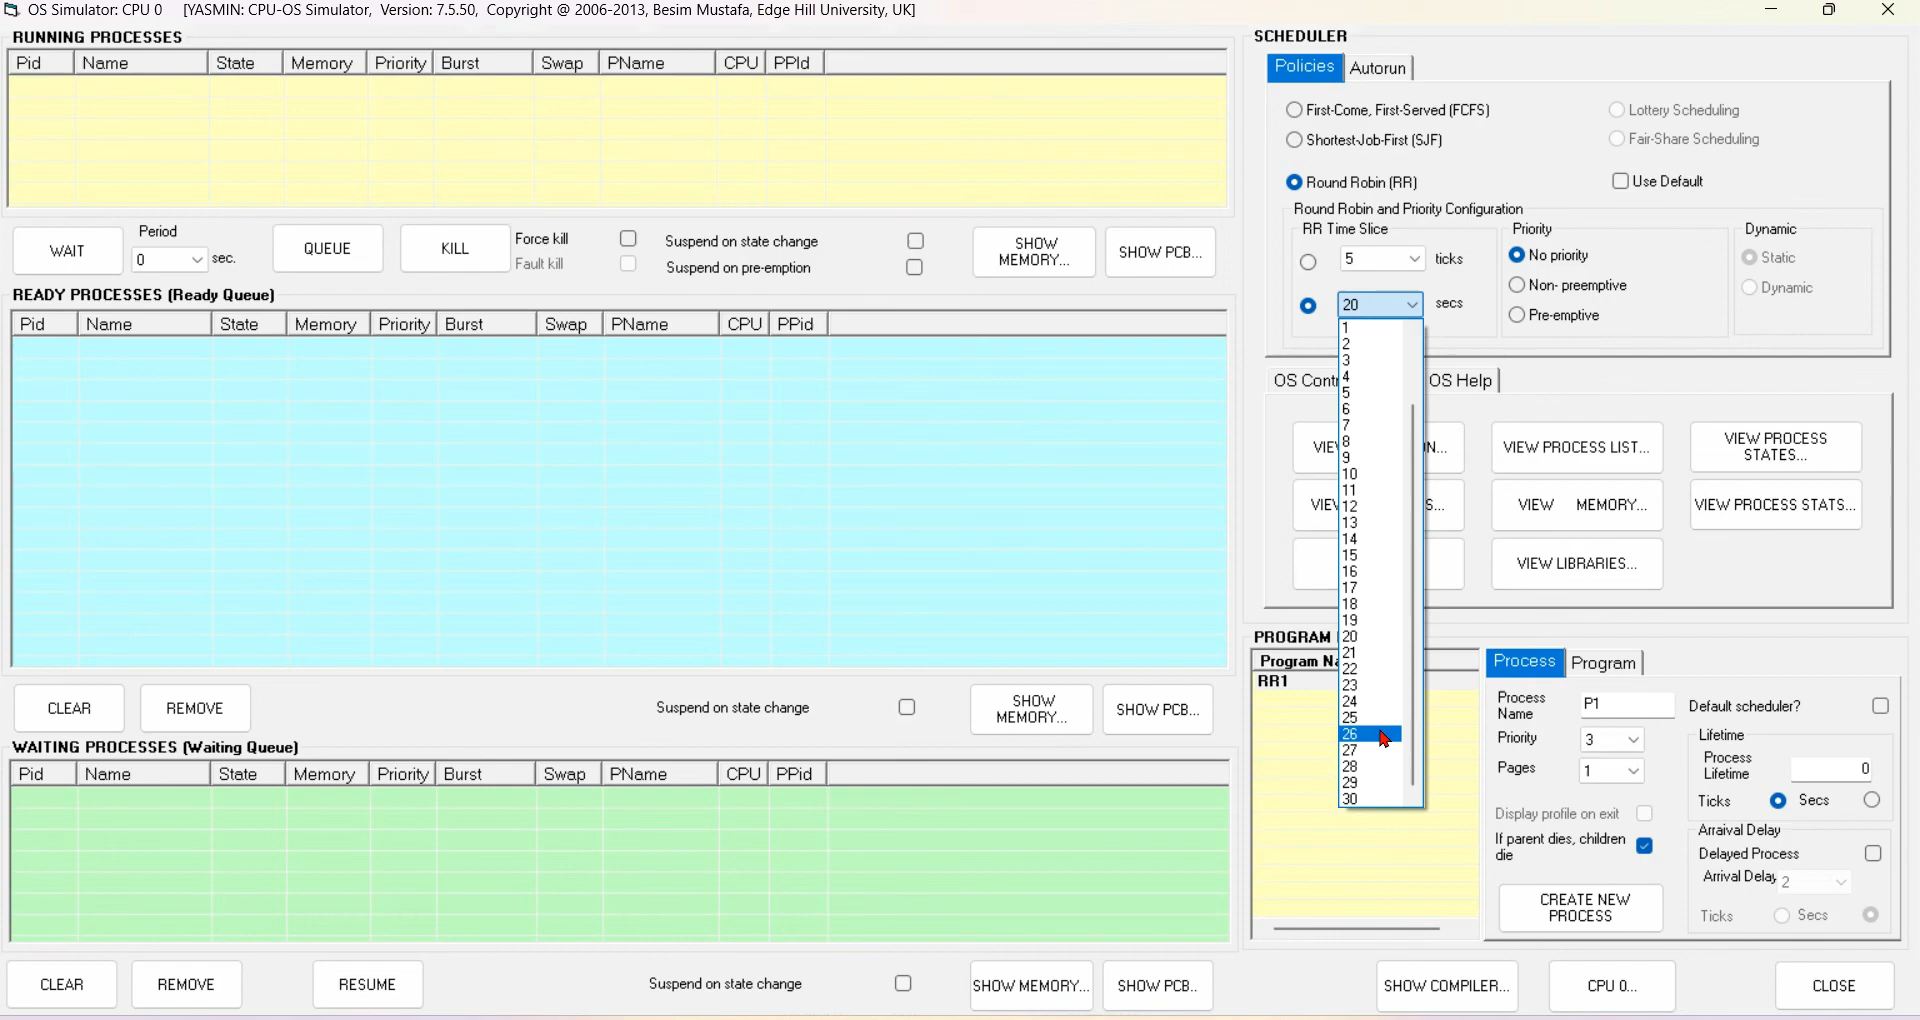 OS Simulator: CPU 0 [YASMIN: CPU-OS Simulator, Version: 7.5.50, Copyright @ 2006-2013, Besim Mustafa, Edge Hill University, UK]
RUNNING PROCESSES
Pid Name State Memory Priority Burst Swap PName CPU PPId
WAIT
Period
0 sec.
QUEUE
KILL
Force kill
Fault kill
Suspend on state change
Suspend on pre-emption
SHOW
MEMORY...
SHOW PCB...
READY PROCESSES (Ready Queue)
Pid Name State Memory Priority Burst Swap PName CPU PPid
CLEAR
REMOVE
Suspend on state change
SHOW
MEMORY...
SHOW PCB...
WAITING PROCESSES (Waiting Queue)
Pid Name State Memory Priority Burst Swap PName CPU PPid
CLEAR
REMOVE
RESUME
Suspend on state change
SHOW MEMORY...
SHOW PCB..
SCHEDULER
Policies Autorun
First-Come, First-Served (FCFS)
Shortest-Job-First (SJF)
Round Robin (RR)
Lottery Scheduling
Fair-Share Scheduling
Use Default
Round Robin and Priority Configuration
RR Time Slice
5 ticks
20 secs
Priority
No priority
Non- preemptive
Pre-emptive
Dynamic
Static
Dynamic
1
2
3
4
5
6
7
8
9
10
11
12
13
14
15
16
17
18
19
20
21
22
23
24
25
26
27
28
29
30
OS Help
VIEW PROCESS LIST...
VIEW PROCESS
STATES...
VIEW MEMORY...
VIEW PROCESS STATS...
VIEW LIBRARIES...
PROGRAM
Program Na
RR1
Process Program
Process
Name
P1
Priority 3
Pages 1
Display profile on exit
If parent dies, children
die
CREATE NEW
PROCESS
Default scheduler?
Lifetime
Process
Lifetime
0
Ticks Secs
Arraival Delay
Delayed Process
Arrival Delay 2
Ticks Secs
SHOW COMPILER...
CPU 0...
CLOSE